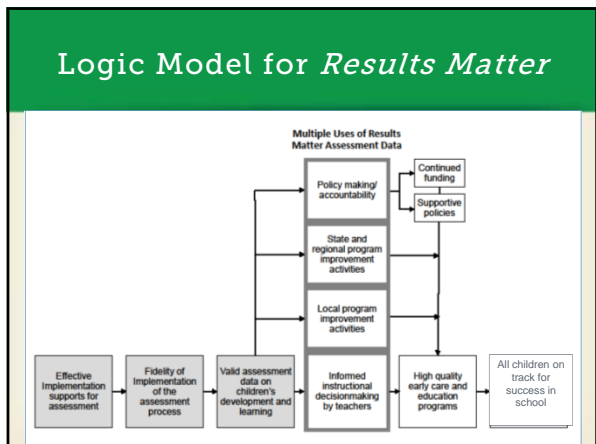 Logic Model for Results Matter
Multiple Uses of Results
Matter Assessment Data
Policy making/
accountability
Continued
funding
Supportive
policies
State and
regional program
improvement
activities
Local program
improvement
activities
Effective
Implementation
supports for
assessment
Fidelity of
Implementation
of the
assessment
process
Valid assessment
data on
children's
development and
learning
Informed
instructional
decisionmaking
by teachers
High quality
early care and
education
programs
All children on
track for
success in
school